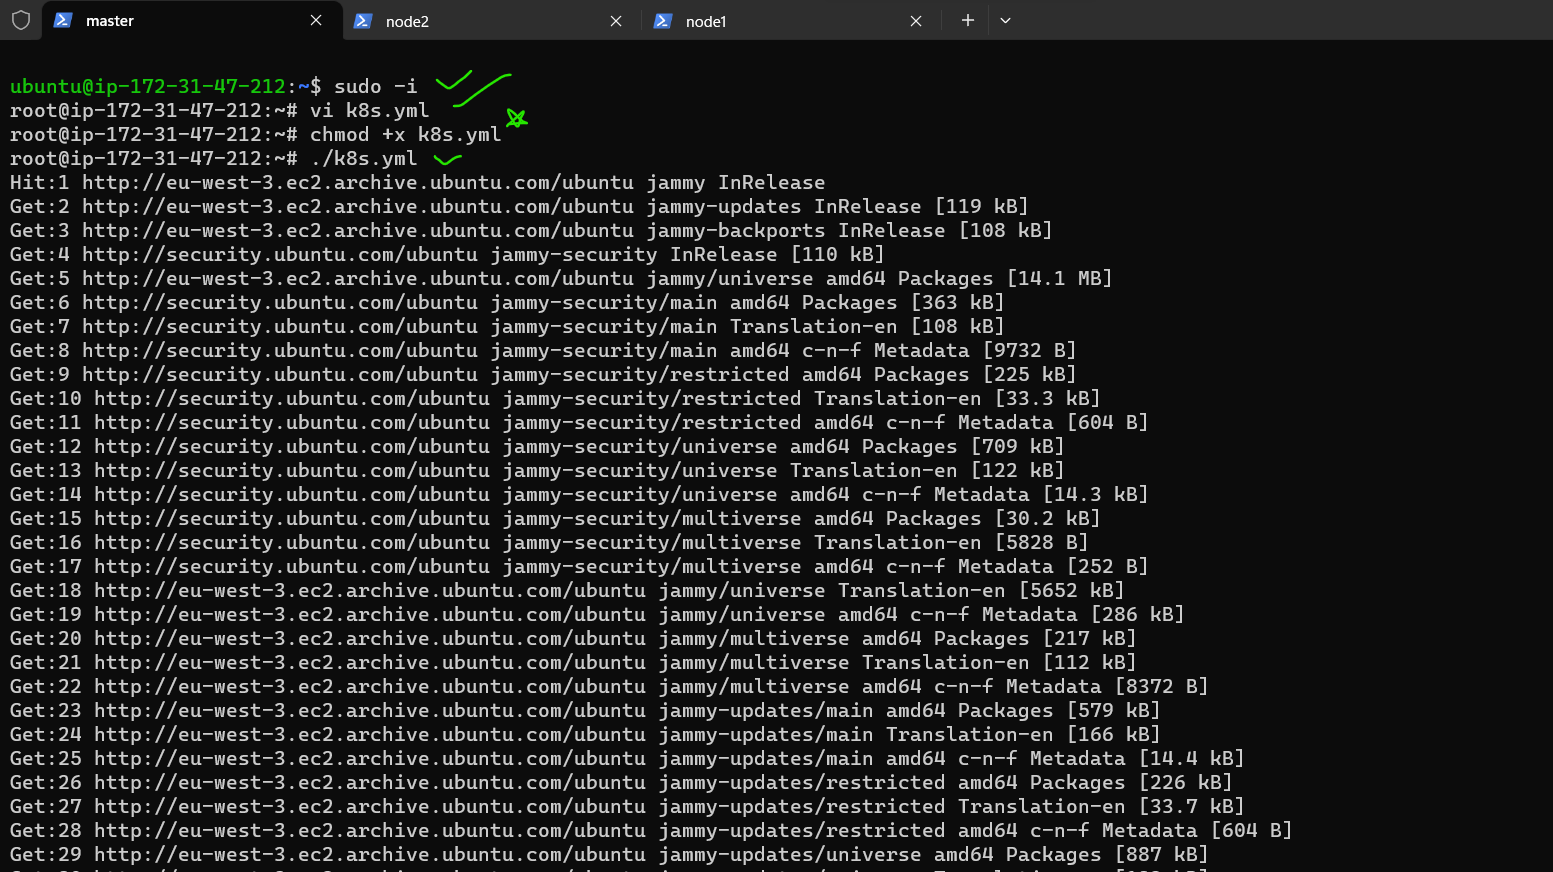 master
node2
node1
ubuntu@ip-172-31-47-212:~$ sudo -i
root@ip-172-31-47-212:~# vi k8s.yml
root@ip-172-31-47-212:~# chmod +x k8s.yml
root@ip-172-31-47-212:~# ./k8s.yml
Hit:1 http://eu-west-3.ec2.archive.ubuntu.com/ubuntu jammy InRelease
Get:2 http://eu-west-3.ec2.archive.ubuntu.com/ubuntu jammy-updates InRelease [119 kB]
Get:3 http://eu-west-3.ec2.archive.ubuntu.com/ubuntu jammy-backports InRelease [108 kB]
Get:4 http://security.ubuntu.com/ubuntu jammy-security InRelease [110 kB]
Get:5 http://eu-west-3.ec2.archive.ubuntu.com/ubuntu jammy/universe amd64 Packages [14.1 MB]
Get:6 http://security.ubuntu.com/ubuntu jammy-security/main amd64 Packages [363 kB]
Get:7 http://security.ubuntu.com/ubuntu jammy-security/main Translation-en [108 kB]
Get:8 http://security.ubuntu.com/ubuntu jammy-security/main amd64 c-n-f Metadata [9732 B]
Get:9 http://security.ubuntu.com/ubuntu jammy-security/restricted amd64 Packages [225 kB]
Get:10 http://security.ubuntu.com/ubuntu jammy-security/restricted Translation-en [33.3 kB]
Get:11 http://security.ubuntu.com/ubuntu jammy-security/restricted amd64 c-n-f Metadata [604 B]
Get:12 http://security.ubuntu.com/ubuntu jammy-security/universe amd64 Packages [709 kB]
Get:13 http://security.ubuntu.com/ubuntu jammy-security/universe Translation-en [122 kB]
Get:14 http://security.ubuntu.com/ubuntu jammy-security/universe amd64 c-n-f Metadata [14.3 kB]
Get:15 http://security.ubuntu.com/ubuntu jammy-security/multiverse amd64 Packages [30.2 kB]
Get:16 http://security.ubuntu.com/ubuntu jammy-security/multiverse Translation-en [5828 B]
Get:17 http://security.ubuntu.com/ubuntu jammy-security/multiverse amd64 c-n-f Metadata [252 B]
Get:18 http://eu-west-3.ec2.archive.ubuntu.com/ubuntu jammy/universe Translation-en [5652 kB]
Get:19 http://eu-west-3.ec2.archive.ubuntu.com/ubuntu jammy/universe amd64 c-n-f Metadata [286 kB]
Get:20 http://eu-west-3.ec2.archive.ubuntu.com/ubuntu jammy/multiverse amd64 Packages [217 kB]
Get:21 http://eu-west-3.ec2.archive.ubuntu.com/ubuntu jammy/multiverse Translation-en [112 kB]
Get:22 http://eu-west-3.ec2.archive.ubuntu.com/ubuntu jammy/multiverse amd64 c-n-f Metadata [8372 B]
Get:23 http://eu-west-3.ec2.archive.ubuntu.com/ubuntu jammy-updates/main amd64 Packages [579 kB]
Get:24 http://eu-west-3.ec2.archive.ubuntu.com/ubuntu jammy-updates/main Translation-en [166 kB]
Get:25 http://eu-west-3.ec2.archive.ubuntu.com/ubuntu jammy-updates/main amd64 c-n-f Metadata [14.4 kB]
Get:26 http://eu-west-3.ec2.archive.ubuntu.com/ubuntu jammy-updates/restricted amd64 Packages [226 kB]
Get:27 http://eu-west-3.ec2.archive.ubuntu.com/ubuntu jammy-updates/restricted Translation-en [33.7 kB]
Get:28 http://eu-west-3.ec2.archive.ubuntu.com/ubuntu jammy-updates/restricted amd64 c-n-f Metadata [604 B]
Get:29 http://eu-west-3.ec2.archive.ubuntu.com/ubuntu jammy-updates/universe amd64 Packages [887 kB]